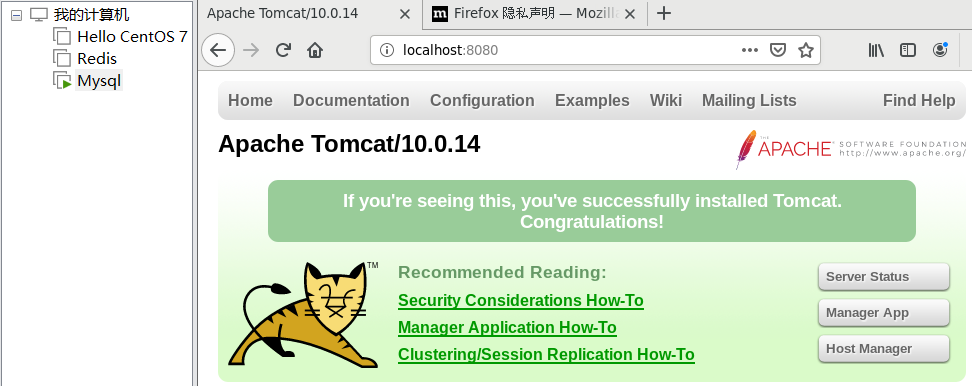 我的计算机
Hello CentOS 7
Redis
Mysql
Apache Tomcat/10.0.14
Firefox 隐私声明 — Mozill
localhost:8080
Home Documentation Configuration Examples Wiki Mailing Lists Find Help
Apache Tomcat/10.0.14
THE APACHE SOFTWARE FOUNDATION
http://www.apache.org/
If you're seeing this, you've successfully installed Tomcat.
Congratulations!
TM
Recommended Reading:
Security Considerations How-To
Manager Application How-To
Clustering/Session Replication How-To
Server Status
Manager App
Host Manager